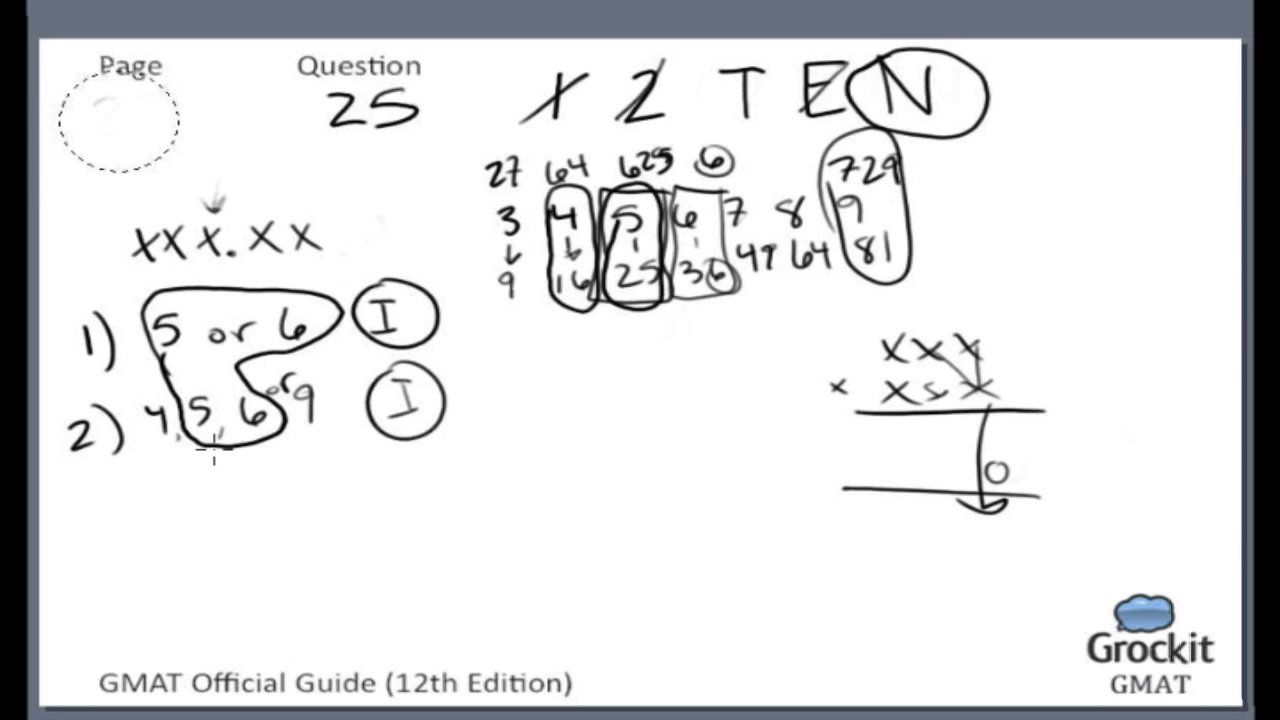 Page Question
25
X 2 T E N
27 64 625 6 729
3 4 5 6 7 8 9
9 16 25 36 49 64 81
XXX.XX
1) 5 or 6 I
2) 4, 5, 6 or 9 I
XXX
× X X
0
GMAT Official Guide (12th Edition)
Grockit
GMAT